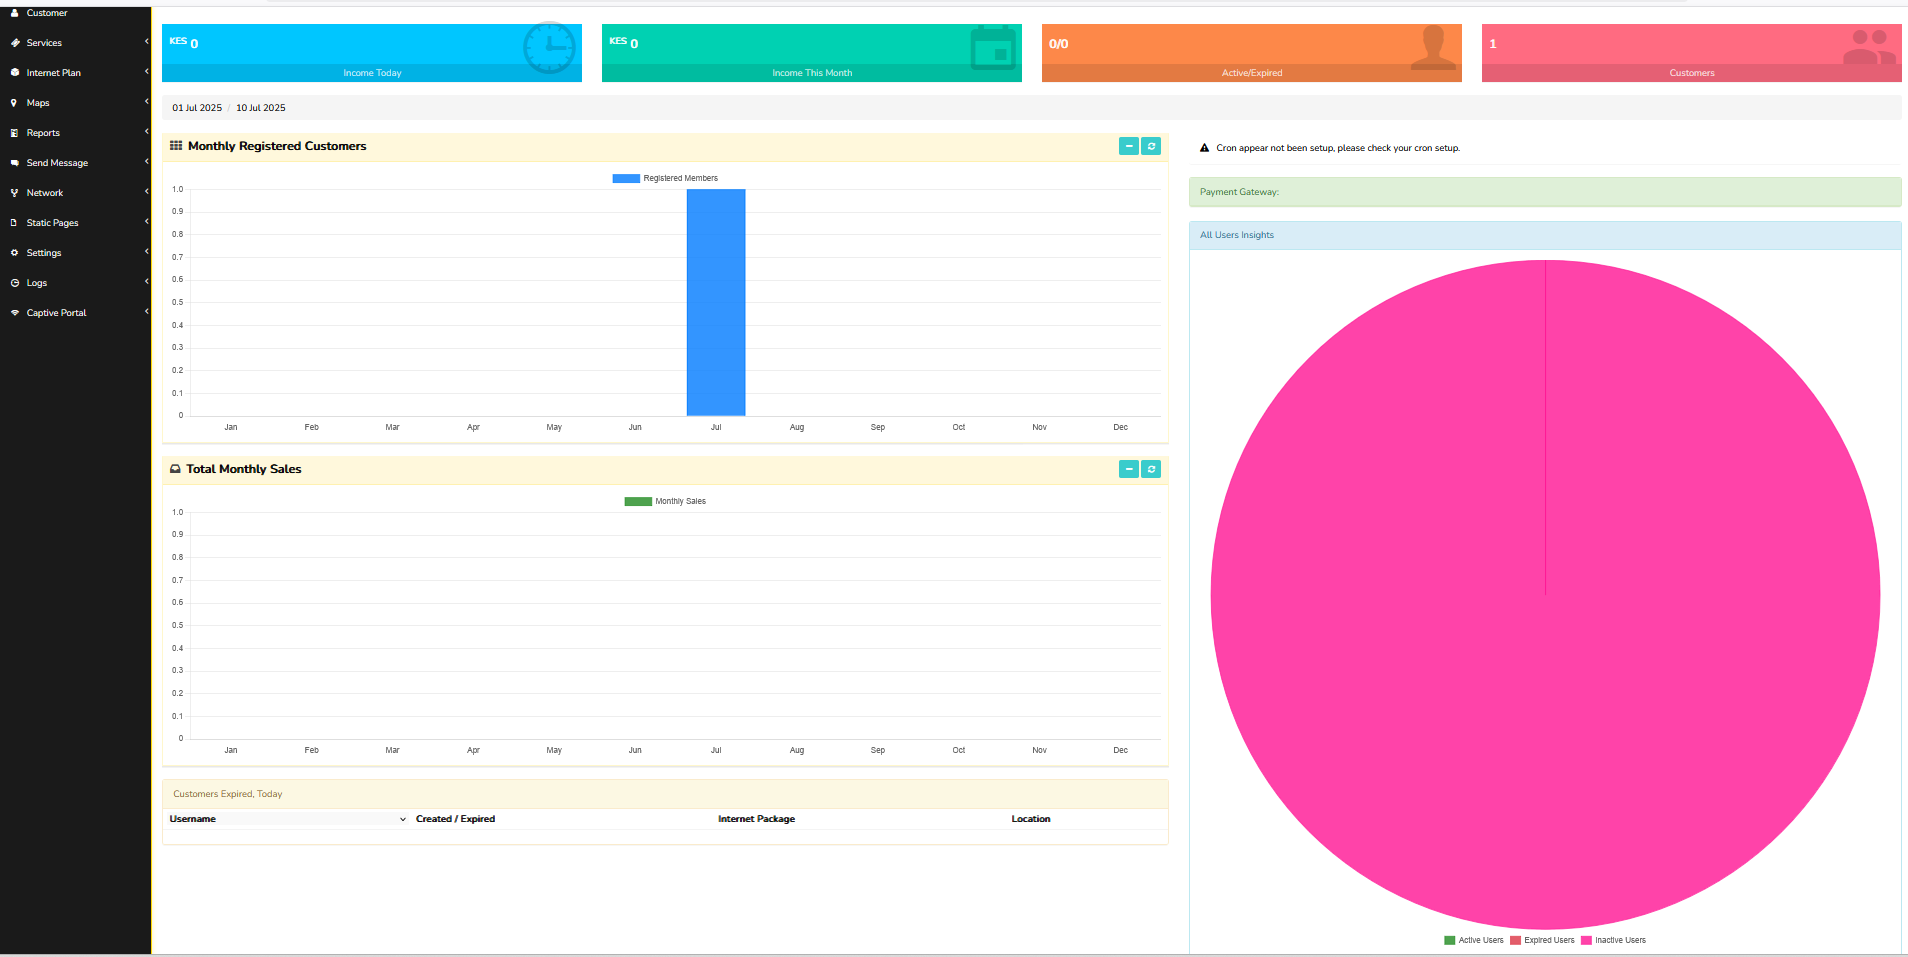 Customer
Services
Internet Plan
Maps
Reports
Send Message
Network
Static Pages
Settings
Logs
Captive Portal
KES 0
Income Today
KES 0
Income This Month
0/0
Active/Expired
1
Customers
01 Jul 2025 / 10 Jul 2025
Monthly Registered Customers
Registered Members
1.0
0.9
0.8
0.7
0.6
0.5
0.4
0.3
0.2
0.1
0
Jan Feb Mar Apr May Jun Jul Aug Sep Oct Nov Dec
Total Monthly Sales
Monthly Sales
1.0
0.9
0.8
0.7
0.6
0.5
0.4
0.3
0.2
0.1
0
Jan Feb Mar Apr May Jun Jul Aug Sep Oct Nov Dec
Customers Expired, Today
Username Created / Expired Internet Package Location
Cron appear not been setup, please check your cron setup.
Payment Gateway:
All Users Insights
Active Users Expired Users Inactive Users